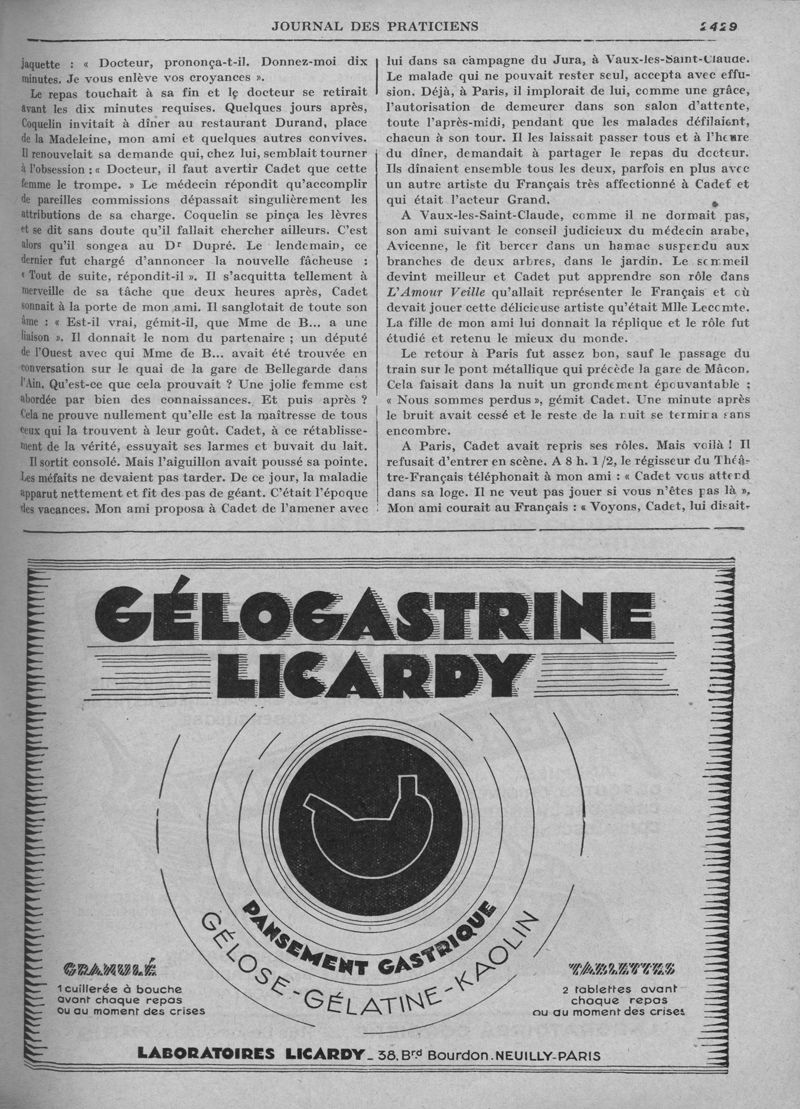 JOURNAL DES PRATICIENS
2429
jaquette : « Docteur, prononça-t-il. Donnez-moi dix
minutes. Je vous enlève vos croyances ».
Le repas touchait à sa fin et le docteur se retirait
avant les dix minutes requises. Quelques jours après,
Coquelin invitait à dîner au restaurant Durand, place
de la Madeleine, mon ami et quelques autres convives.
Il renouvelait sa demande qui, chez lui, semblait tourner
à l'obsession : « Docteur, il faut avertir Cadet que cette
femme le trompe. » Le médecin répondit qu'accomplir
de pareilles commissions dépassait singulièrement les
attributions de sa charge. Coquelin se pinça les lèvres
et se dit sans doute qu'il fallait chercher ailleurs. C'est
alors qu'il songea au Dr Dupré. Le lendemain, ce
dernier fut chargé d'annoncer la nouvelle fâcheuse :
« Tout de suite, répondit-il ». Il s'acquitta tellement à
merveille de sa tâche que deux heures après, Cadet
sonnait à la porte de mon ami. Il sanglotait de toute son
âme : « Est-il vrai, gémit-il, que Mme de B... a une
liaison ». Il donnait le nom du partenaire ; un député
de l'Ouest avec qui Mme de B... avait été trouvée en
conversation sur le quai de la gare de Bellegarde dans
l'Ain. Qu'est-ce que cela prouvait ? Une jolie femme est
abordée par bien des connaissances. Et puis après ?
Cela ne prouve nullement qu'elle est la maîtresse de tous
ceux qui la trouvent à leur goût. Cadet, à ce rétablisse-
ment de la vérité, essuyait ses larmes et buvait du lait.
Il sortit consolé. Mais l'aiguillon avait poussé sa pointe.
Les méfaits ne devaient pas tarder. De ce jour, la maladie
apparut nettement et fit des pas de géant. C'était l'époque
des vacances. Mon ami proposa à Cadet de l'amener avec
lui dans sa campagne du Jura, à Vaux-les-Saint-Claude.
Le malade qui ne pouvait rester seul, accepta avec effu-
sion. Déjà, à Paris, il implorait de lui, comme une grâce,
l'autorisation de demeurer dans son salon d'attente,
toute l'après-midi, pendant que les malades défilaient,
chacun à son tour. Il les laissait passer tous et à l'heure
du dîner, demandait à partager le repas du docteur.
Ils dînaient ensemble tous les deux, parfois en plus avec
un autre artiste du Français très affectionné à Cadet et
qui était l'acteur Grand.
A Vaux-les-Saint-Claude, comme il ne dormait pas,
son ami suivant le conseil judicieux du médecin arabe,
Avicenne, le fit bercer dans un hamac suspendu aux
branches de deux arbres, dans le jardin. Le sommeil
devint meilleur et Cadet put apprendre son rôle dans
L'Amour Veille qu'allait représenter le Français et où
devait jouer cette délicieuse artiste qu'était Mlle Lecomte.
La fille de mon ami lui donnait la réplique et le rôle fut
étudié et retenu le mieux du monde.
Le retour à Paris fut assez bon, sauf le passage du
train sur le pont métallique qui précède la gare de Mâcon.
Cela faisait dans la nuit un grondement épouvantable ;
« Nous sommes perdus », gémit Cadet. Une minute après
le bruit avait cessé et le reste de la nuit se termina sans
encombre.
A Paris, Cadet avait repris ses rôles. Mais voilà ! Il
refusait d'entrer en scène. A 8 h. 1/2, le régisseur du Théâ-
tre-Français téléphonait à mon ami : « Cadet vous attend
dans sa loge. Il ne veut pas jouer si vous n'êtes pas là ».
Mon ami courait au Français : « Voyons, Cadet, lui disait-
GÉLOGASTRINE
LICARDY
PANSEMENT GASTRIQUE
GÉLOSE-GÉLATINE-KAOLIN
GRANULÉ
1 cuillerée à bouche
avant chaque repas
ou au moment des crises
TABLETTES
2 tablettes avant
chaque repas
ou au moment des crises
LABORATOIRES LICARDY_38, Brd Bourdon.NEUILLY-PARIS